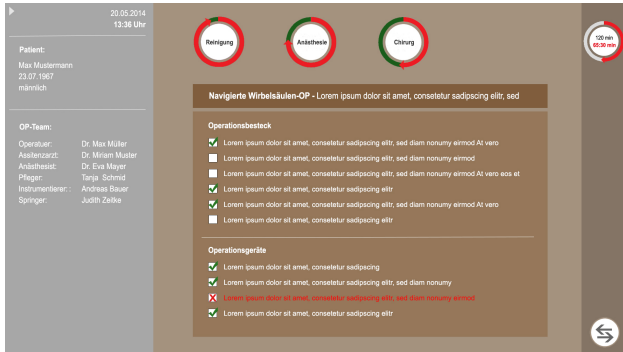 20.05.2014
13:36 Uhr
Patient:
Max Mustermann
23.07.1967
männlich
OP-Team:
Operatuer: Dr. Max Müller
Assitenzarzt: Dr. Miriam Muster
Anästhesist: Dr. Eva Mayer
Pfleger: Tanja Schmid
Instrumentierer: : Andreas Bauer
Springer: Judith Zeitke
Reinigung
Anästhesie
Chirurg
120 min
65:30 min
Navigierte Wirbelsäulen-OP - Lorem ipsum dolor sit amet, consetetur sadipscing elitr, sed
Operationsbesteck
Lorem ipsum dolor sit amet, consetetur sadipscing elitr, sed diam nonumy eirmod At vero
Lorem ipsum dolor sit amet, consetetur sadipscing elitr, sed diam nonumy eirmod
Lorem ipsum dolor sit amet, consetetur sadipscing elitr, sed diam nonumy eirmod At vero eos et
Lorem ipsum dolor sit amet, consetetur sadipscing elitr
Lorem ipsum dolor sit amet, consetetur sadipscing elitr, sed diam nonumy eirmod At vero
Lorem ipsum dolor sit amet, consetetur sadipscing elitr
Operationsgeräte
Lorem ipsum dolor sit amet, consetetur sadipscing
Lorem ipsum dolor sit amet, consetetur sadipscing elitr, sed diam nonumy
Lorem ipsum dolor sit amet, consetetur sadipscing elitr, sed diam nonumy eirmod
Lorem ipsum dolor sit amet, consetetur sadipscing elitr